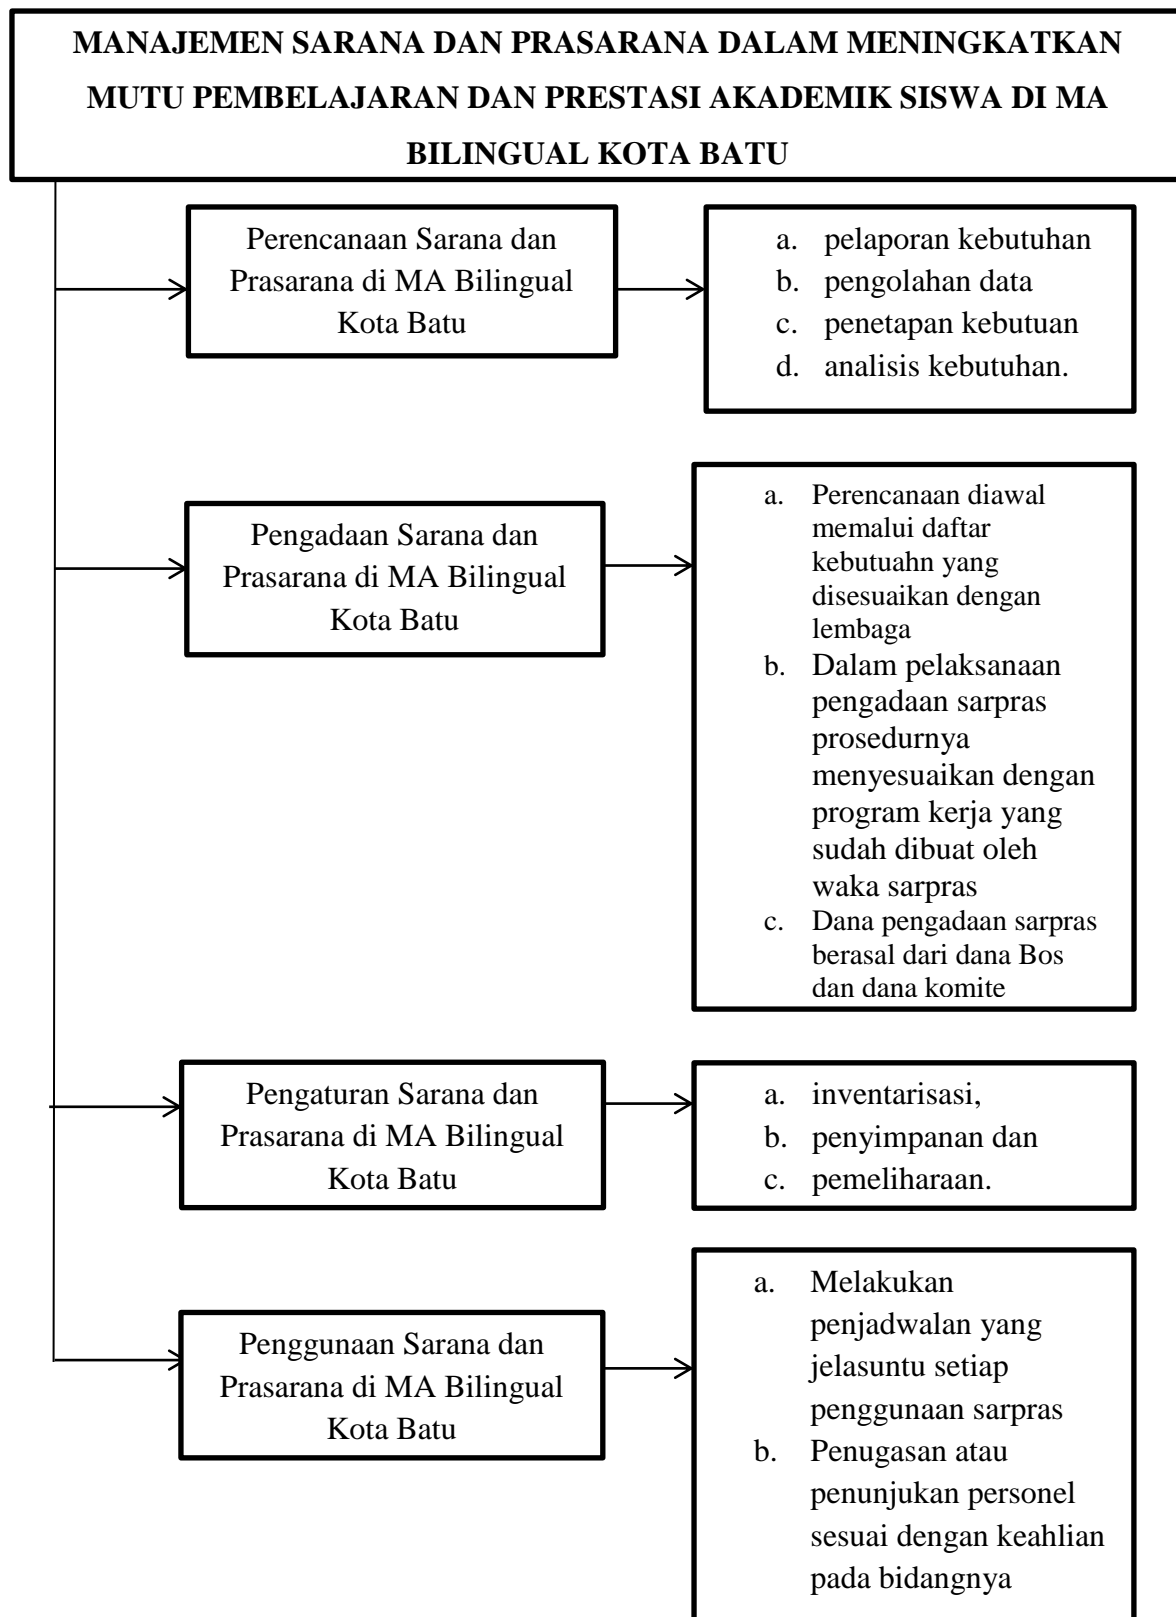 MANAJEMEN SARANA DAN PRASARANA DALAM MENINGKATKAN
MUTU PEMBELAJARAN DAN PRESTASI AKADEMIK SISWA DI MA
BILINGUAL KOTA BATU
Perencanaan Sarana dan
Prasarana di MA Bilingual
Kota Batu
a. pelaporan kebutuhan
b. pengolahan data
c. penetapan kebutuan
d. analisis kebutuhan.
Pengadaan Sarana dan
Prasarana di MA Bilingual
Kota Batu
a. Perencanaan diawal
memalui daftar
kebutuahn yang
disesuaikan dengan
lembaga
b. Dalam pelaksanaan
pengadaan sarpras
prosedurnya
menyesuaikan dengan
program kerja yang
sudah dibuat oleh
waka sarpras
c. Dana pengadaan sarpras
berasal dari dana Bos
dan dana komite
Pengaturan Sarana dan
Prasarana di MA Bilingual
Kota Batu
a. inventarisasi,
b. penyimpanan dan
c. pemeliharaan.
Penggunaan Sarana dan
Prasarana di MA Bilingual
Kota Batu
a. Melakukan
penjadwalan yang
jelasuntu setiap
penggunaan sarpras
b. Penugasan atau
penunjukan personel
sesuai dengan keahlian
pada bidangnya